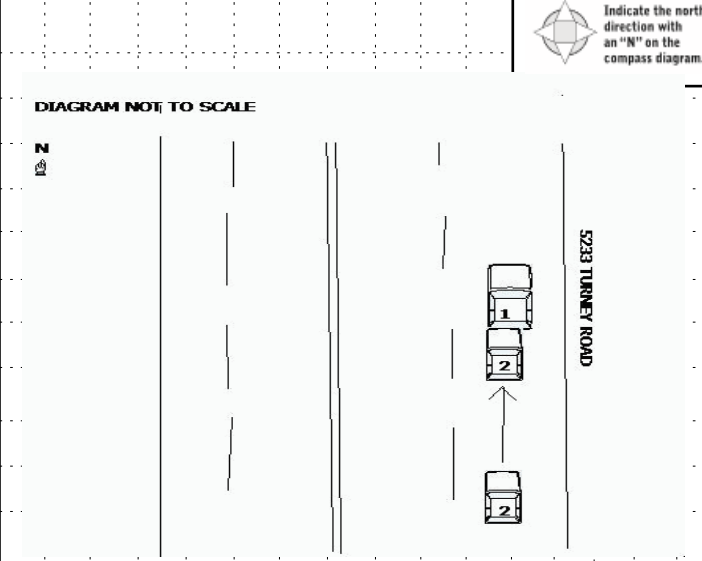 Indicate the north
direction with
an "N" on the
compass diagram.
DIAGRAM NOT TO SCALE
N
5233 TURNEY ROAD
1
2
2